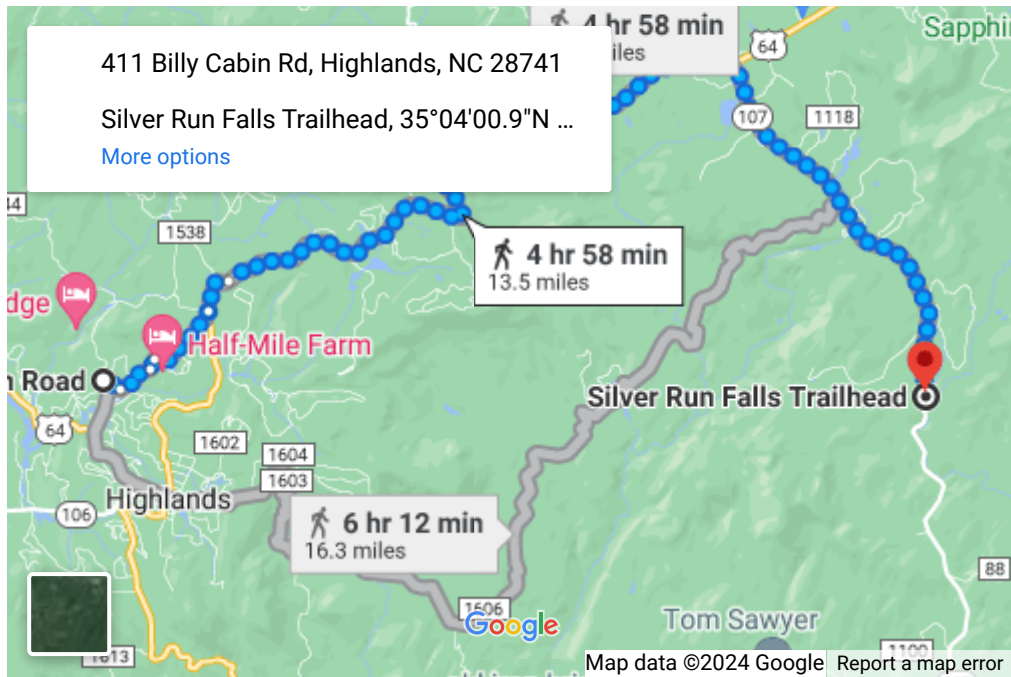 4 hr 58 min
iles
64
Sapphi
411 Billy Cabin Rd, Highlands, NC 28741
Silver Run Falls Trailhead, 35°04'00.9"N ...
More options
107
1118
1538
4 hr 58 min
13.5 miles
dge
Half-Mile Farm
n Road
Silver Run Falls Trailhead
64
1602
1604
1603
Highlands
106
6 hr 12 min
16.3 miles
88
1606
Google
Tom Sawyer
1100
1613
Map data ©2024 Google
Report a map error